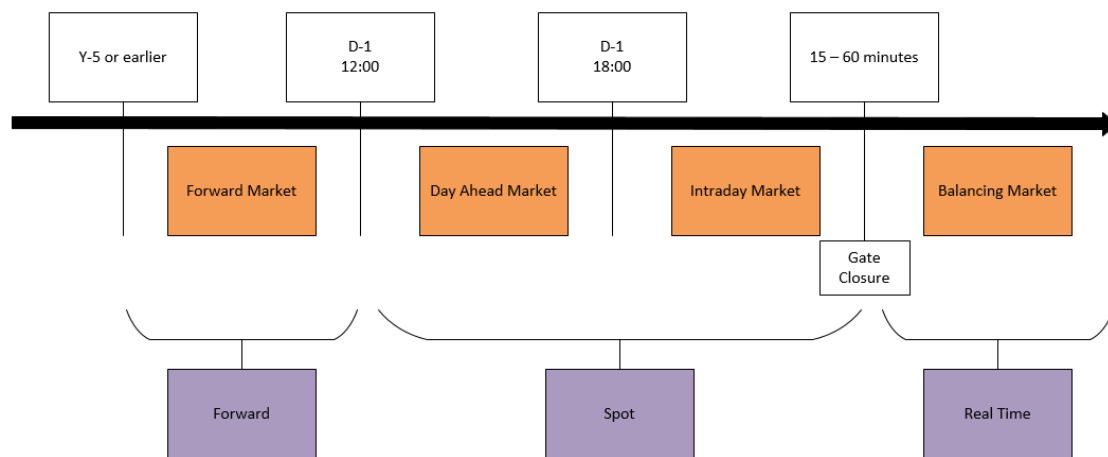 Y-5 or earlier
D-1
12:00
D-1
18:00
15 – 60 minutes
Forward Market
Day Ahead Market
Intraday Market
Balancing Market
Gate
Closure
Forward
Spot
Real Time